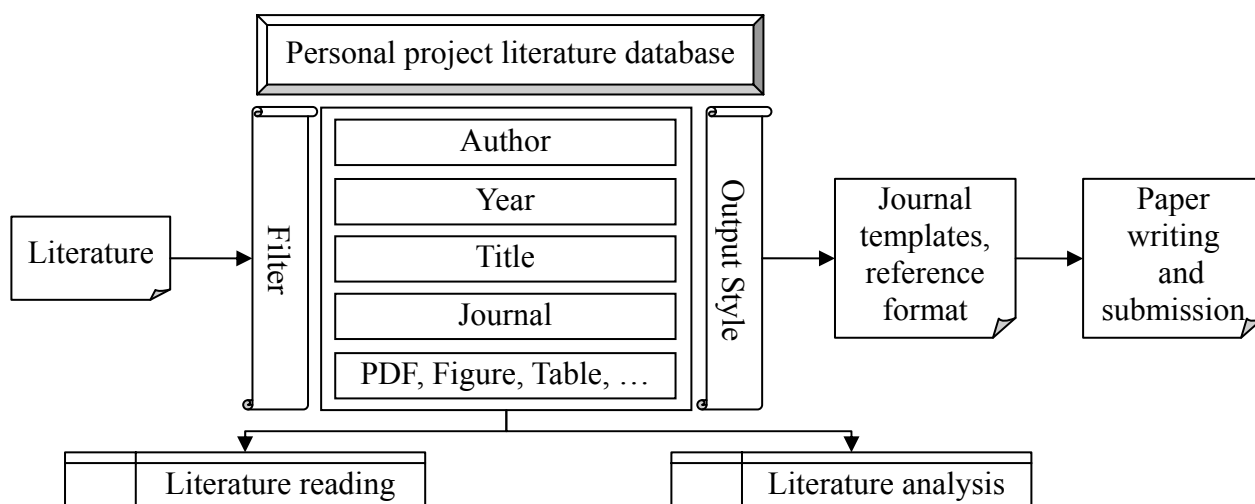 Personal project literature database
Literature
Filter
Author
Year
Title
Journal
PDF, Figure, Table, …
Output Style
Journal
templates,
reference
format
Paper
writing
and
submission
Literature reading
Literature analysis